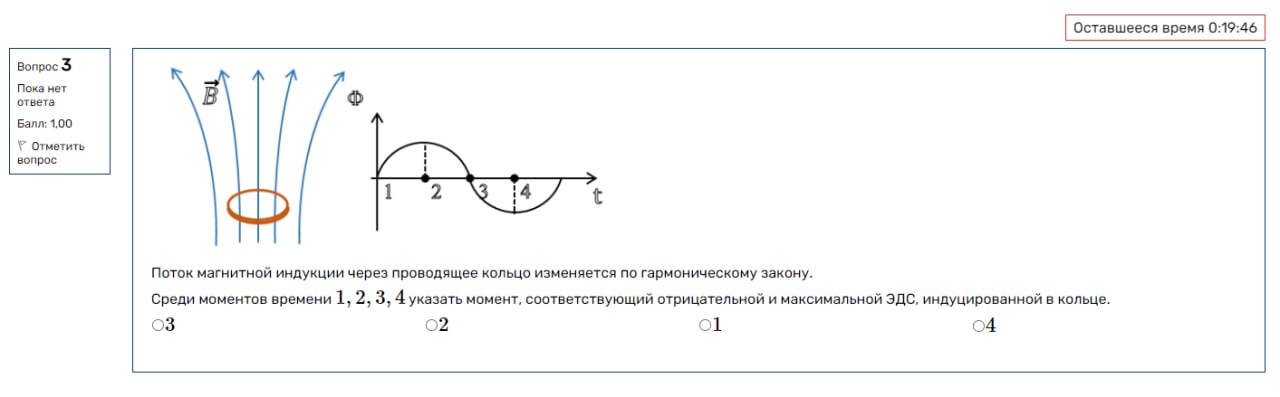 Оставшееся время 0:19:46
Вопрос 3
Пока нет
ответа
Балл: 1,00
Отметить
вопрос
B
Ф
1 2 3 4
t
Поток магнитной индукции через проводящее кольцо изменяется по гармоническому закону.
Среди моментов времени 1, 2, 3, 4 указать момент, соответствующий отрицательной и максимальной ЭДС, индуцированной в кольце.
3 2 1 4